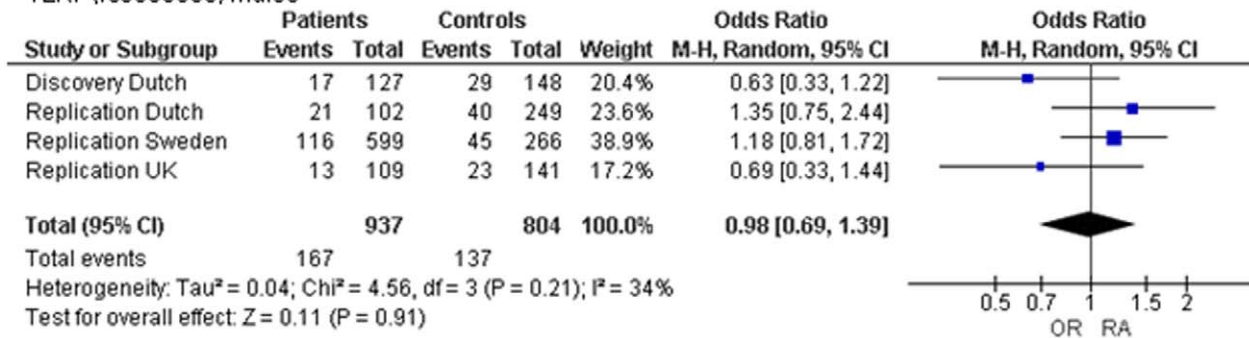 Patients Controls Odds Ratio Odds Ratio
Study or Subgroup Events Total Events Total Weight M-H, Random, 95% CI M-H, Random, 95% CI
Discovery Dutch 17 127 29 148 20.4% 0.63 [0.33, 1.22]
Replication Dutch 21 102 40 249 23.6% 1.35 [0.75, 2.44]
Replication Sweden 116 599 45 266 38.9% 1.18 [0.81, 1.72]
Replication UK 13 109 23 141 17.2% 0.69 [0.33, 1.44]
Total (95% CI) 937 804 100.0% 0.98 [0.69, 1.39]
Total events 167 137
Heterogeneity: Tau² = 0.04; Chi² = 4.56, df = 3 (P = 0.21); I² = 34%
Test for overall effect: Z = 0.11 (P = 0.91)
0.5 0.7 1 1.5 2
OR RA